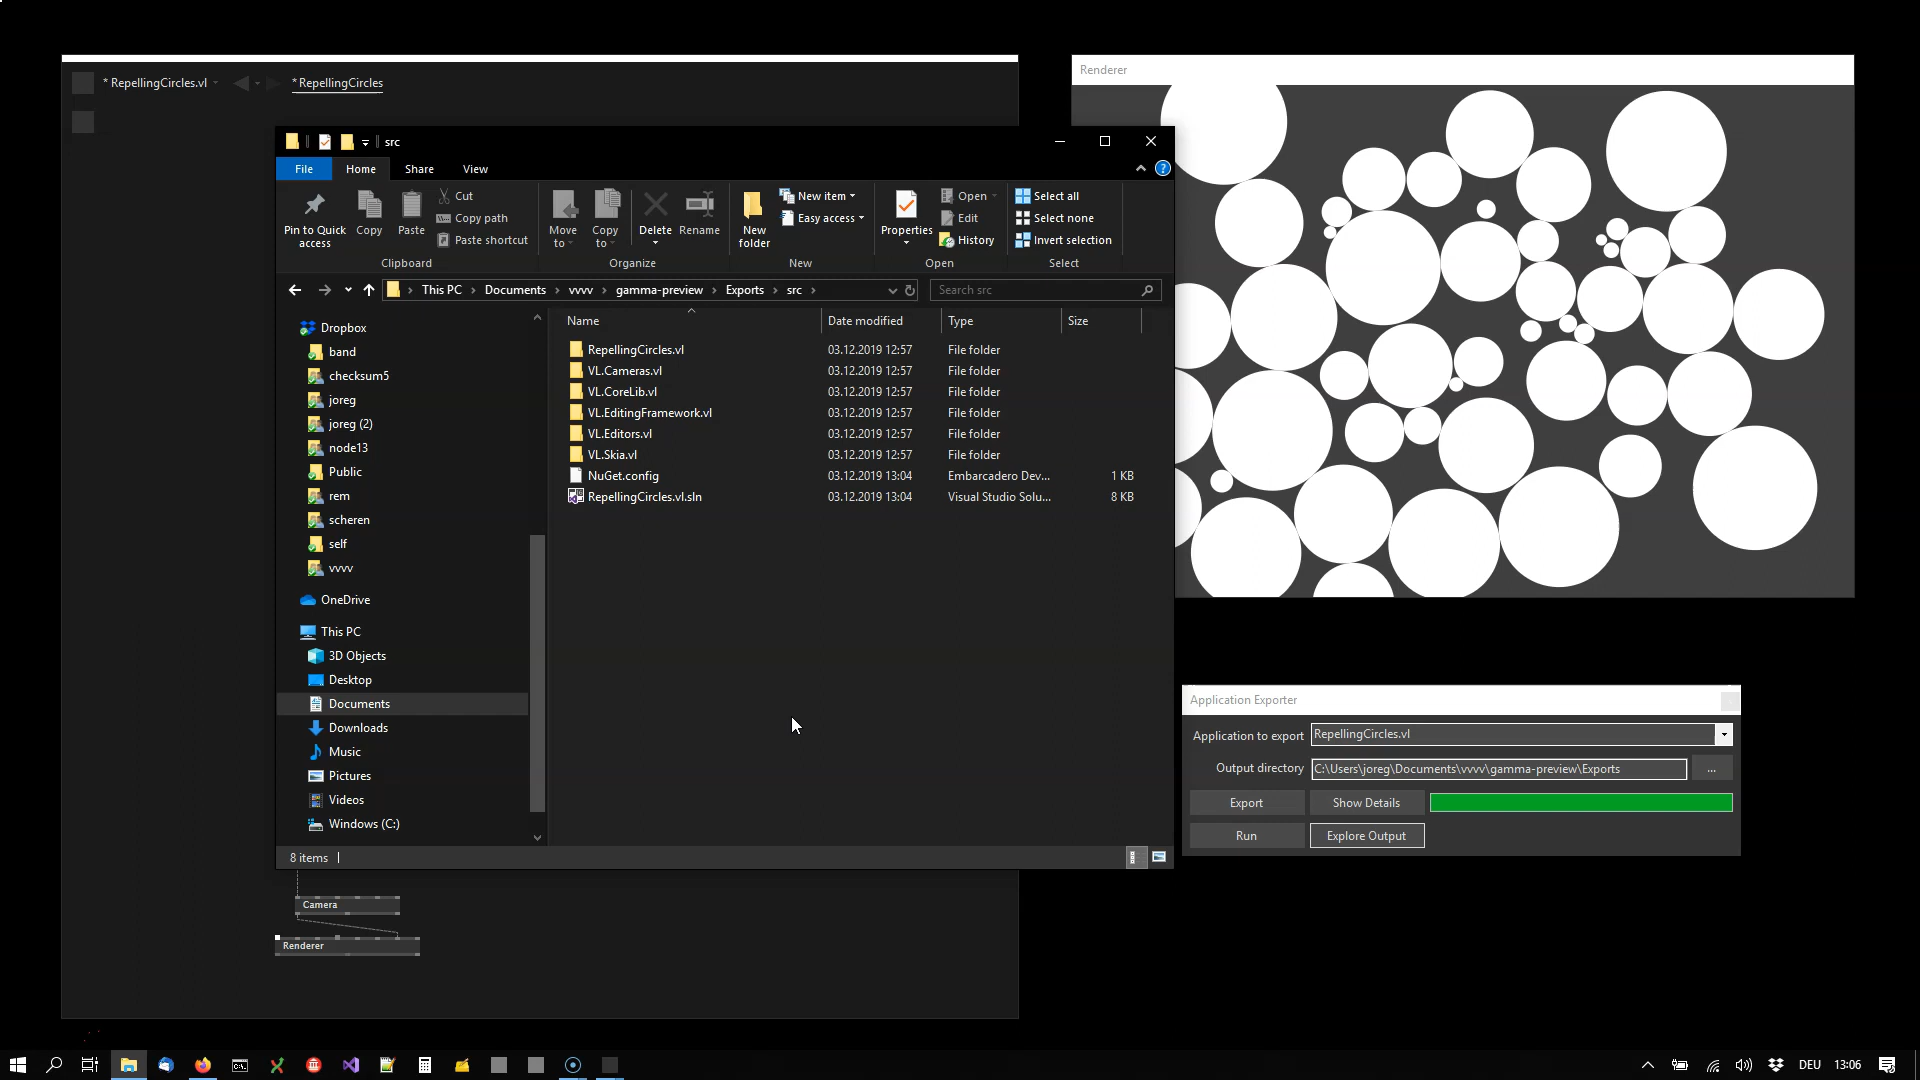 * RepellingCircles.vl
* RepellingCircles
Renderer
src
File
Home
Share
View
Pin to Quick access
Copy
Paste
Cut
Copy path
Paste shortcut
Clipboard
Move to
Copy to
Delete
Rename
Organize
New folder
New item
Easy access
New
Properties
Open
Edit
History
Open
Select all
Select none
Invert selection
Select
This PC > Documents > vvvv > gamma-preview > Exports > src >
Search src
Name Date modified Type Size
RepellingCircles.vl 03.12.2019 12:57 File folder
VL.Cameras.vl 03.12.2019 12:57 File folder
VL.CoreLib.vl 03.12.2019 12:57 File folder
VL.EditingFramework.vl 03.12.2019 12:57 File folder
VL.Editors.vl 03.12.2019 12:57 File folder
VL.Skia.vl 03.12.2019 12:57 File folder
NuGet.config 03.12.2019 13:04 Embarcadero Dev... 1 KB
RepellingCircles.vl.sln 03.12.2019 13:04 Visual Studio Solu... 8 KB
Dropbox
band
checksum5
joreg
joreg (2)
node13
Public
rem
scheren
self
vvvv
OneDrive
This PC
3D Objects
Desktop
Documents
Downloads
Music
Pictures
Videos
Windows (C:)
8 items
Application Exporter
Application to export RepellingCircles.vl
Output directory C:\Users\joreg\Documents\vvvv\gamma-preview\Exports ...
Export Show Details
Run Explore Output
Camera
Renderer
DEU 13:06